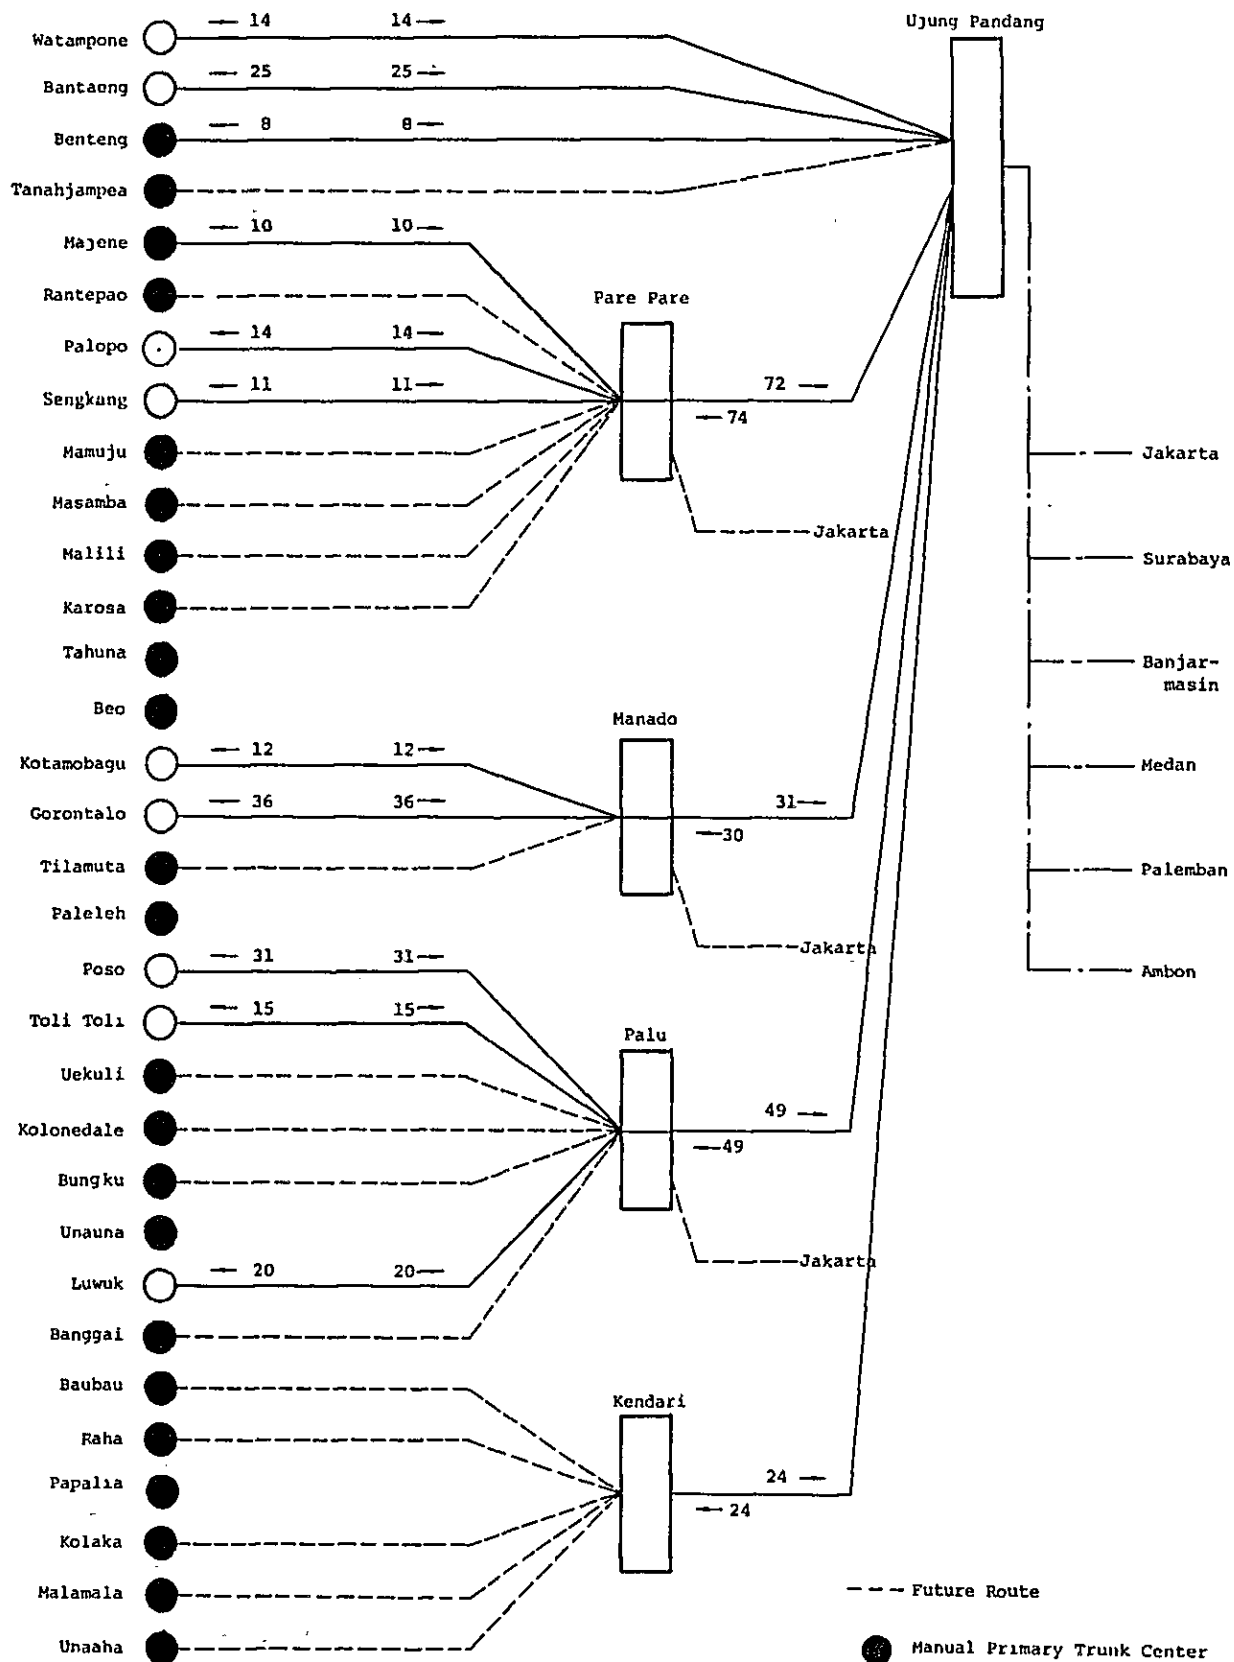 Ujung Pandang
Watampone
14
14
Bantaeng
25
25
Benteng
8
8
Tanahjampea
Majene
10
10
Rantepao
Pare Pare
Palopo
14
14
Sengkang
11
11
72
74
Mamuju
Jakarta
Masamba
Jakarta
Malili
Surabaya
Karosa
Tahuna
Banjar-
masin
Beo
Manado
Kotamobagu
12
12
Medan
Gorontalo
36
36
31
30
Tilamuta
Palemban
Paleleh
Jakarta
Poso
31
31
Ambon
Toli Toli
15
15
Palu
Uekuli
Kolonedale
49
49
Bungku
Unauna
Luwuk
20
20
Jakarta
Banggai
Baubau
Kendari
Raha
Papalia
24
24
Kolaka
Malamala
Future Route
Unaaha
Manual Primary Trunk Center